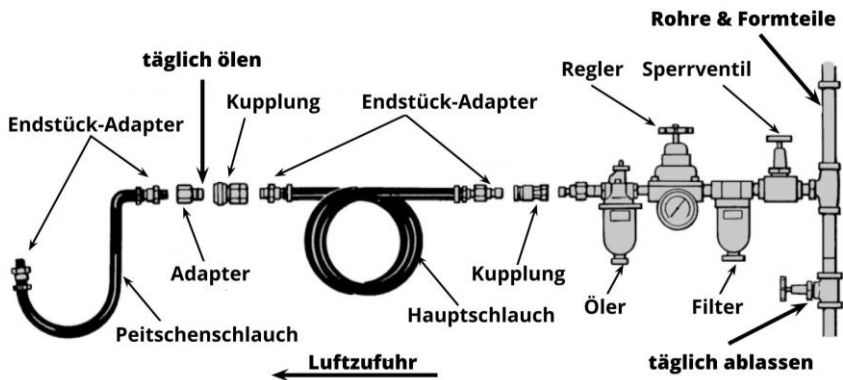 Rohre & Formteile
täglich ölen
Regler
Sperrventil
Kupplung
Endstück-Adapter
Endstück-Adapter
Adapter
Kupplung
Hauptschlauch
Öler
Filter
Peitschenschlauch
Luftzufuhr
täglich ablassen